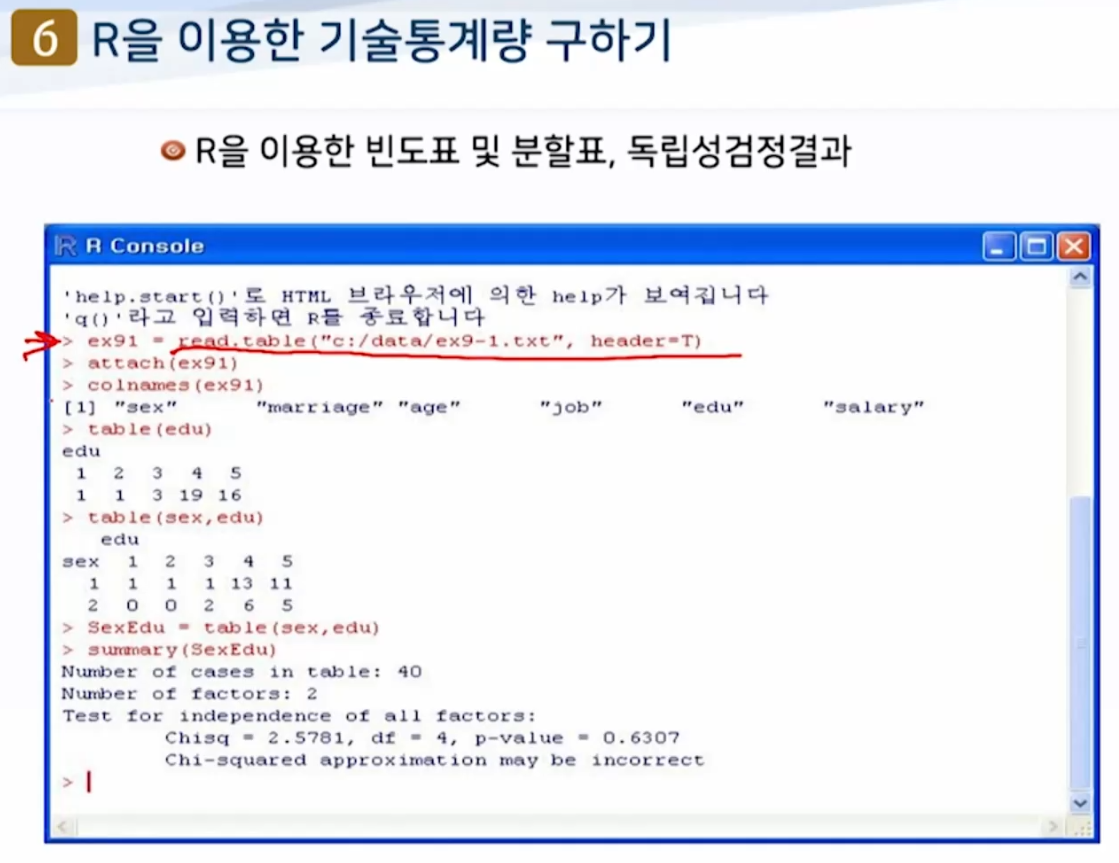 6 R을 이용한 기술통계량 구하기
R을 이용한 빈도표 및 분할표, 독립성검정결과
R Console
'help.start()'로 HTML 브라우저에 의한 help가 보여집니다
'q()'라고 입력하면 R을 종료합니다
> ex91 = read.table("c:/data/ex9-1.txt", header=T)
> attach(ex91)
> colnames(ex91)
[1] "sex" "marriage" "age" "job" "edu" "salary"
> table(edu)
edu
1 2 3 4 5
1 1 3 19 16
> table(sex,edu)
edu
sex 1 2 3 4 5
1 1 1 1 13 11
2 0 0 2 6 5
> SexEdu = table(sex,edu)
> summary(SexEdu)
Number of cases in table: 40
Number of factors: 2
Test for independence of all factors:
Chisq = 2.5781, df = 4, p-value = 0.6307
Chi-squared approximation may be incorrect
>